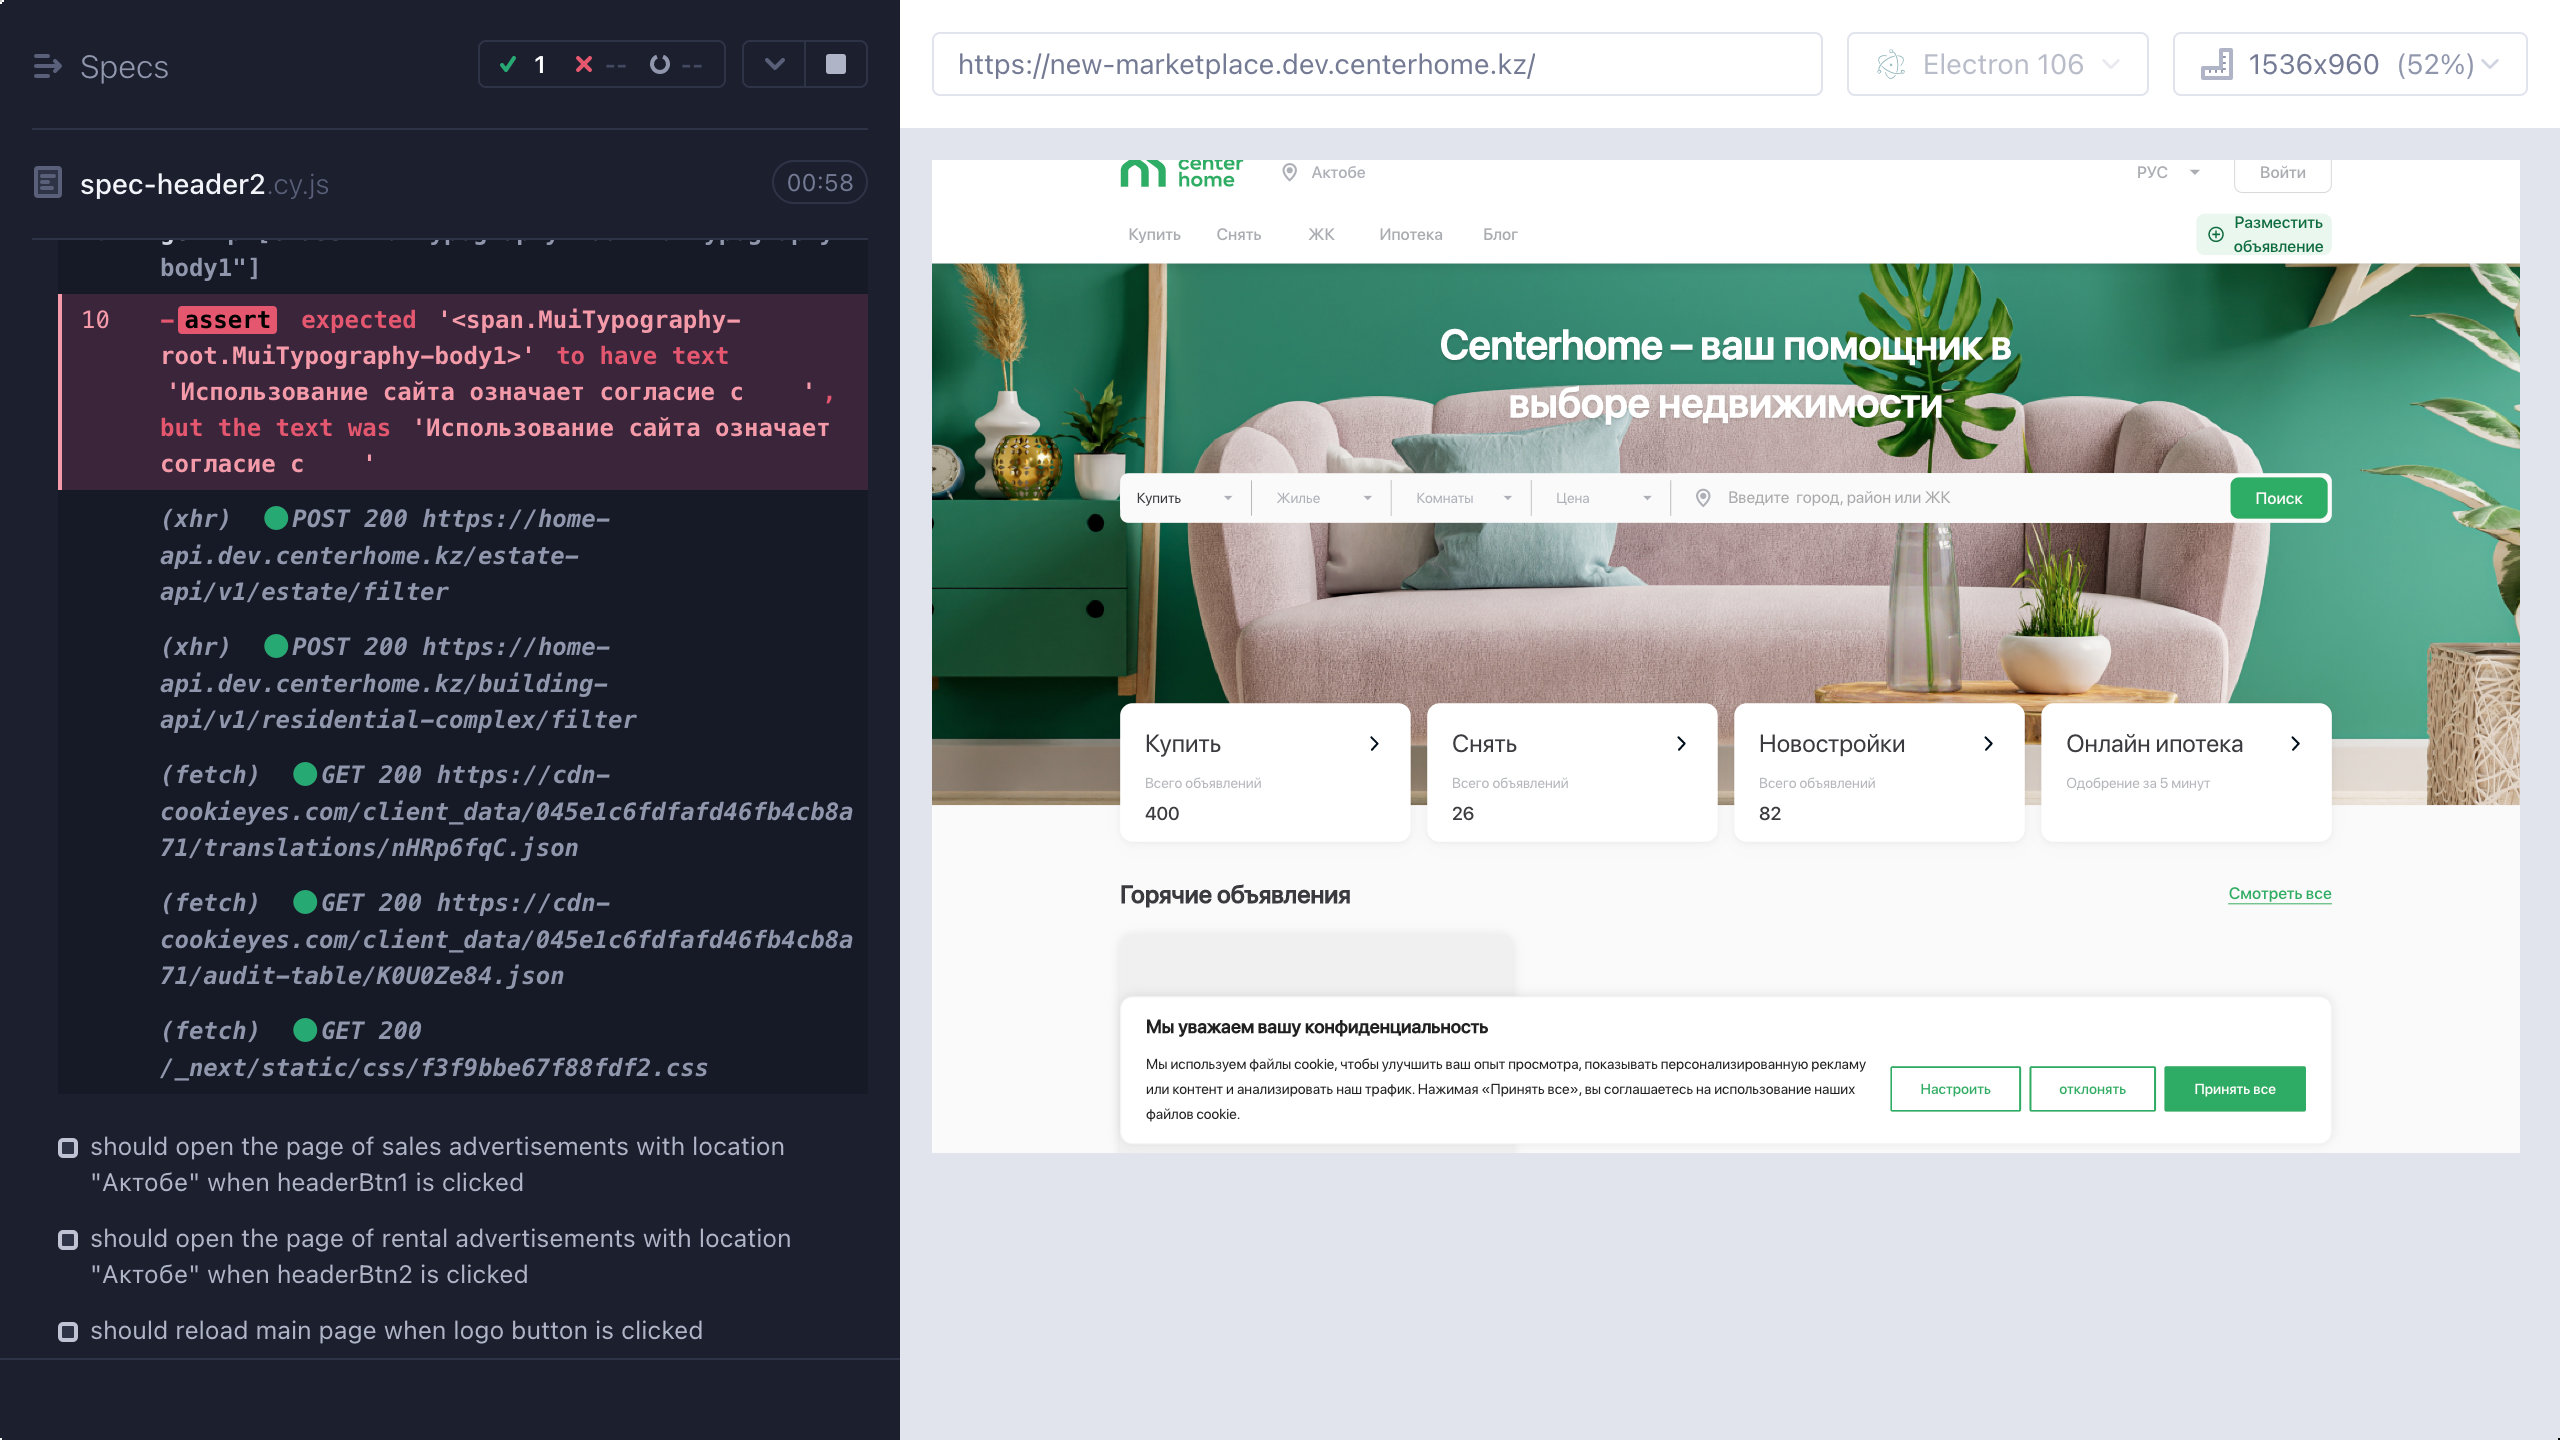 Specs
1
--
--
spec-header2.cy.js
00:58
body1"]
10
-assert expected '<span.MuiTypography-
root.MuiTypography-body1>' to have text
'Использование сайта означает согласие с    ',
but the text was 'Использование сайта означает
согласие с    '
(xhr) POST 200 https://home-
api.dev.centerhome.kz/estate-
api/v1/estate/filter
(xhr) POST 200 https://home-
api.dev.centerhome.kz/building-
api/v1/residential-complex/filter
(fetch) GET 200 https://cdn-
cookieyes.com/client_data/045e1c6fdfafd46fb4cb8a
71/translations/nHRp6fqC.json
(fetch) GET 200 https://cdn-
cookieyes.com/client_data/045e1c6fdfafd46fb4cb8a
71/audit-table/K0U0Ze84.json
(fetch) GET 200
/_next/static/css/f3f9bbe67f88fdf2.css
should open the page of sales advertisements with location
"Актобе" when headerBtn1 is clicked
should open the page of rental advertisements with location
"Актобе" when headerBtn2 is clicked
should reload main page when logo button is clicked
https://new-marketplace.dev.centerhome.kz/
Electron 106
1536x960 (52%)
center
home
Актобе
РУС
Войти
Купить
Снять
ЖК
Ипотека
Блог
Разместить
объявление
Centerhome – ваш помощник в
выборе недвижимости
Купить
Жилье
Комнаты
Цена
Введите город, район или ЖК
Поиск
Купить
Всего объявлений
400
Снять
Всего объявлений
26
Новостройки
Всего объявлений
82
Онлайн ипотека
Одобрение за 5 минут
Горячие объявления
Смотреть все
Мы уважаем вашу конфиденциальность
Мы используем файлы cookie, чтобы улучшить ваш опыт просмотра, показывать персонализированную рекламу
или контент и анализировать наш трафик. Нажимая «Принять все», вы соглашаетесь на использование наших
файлов cookie.
Настроить
отклонять
Принять все